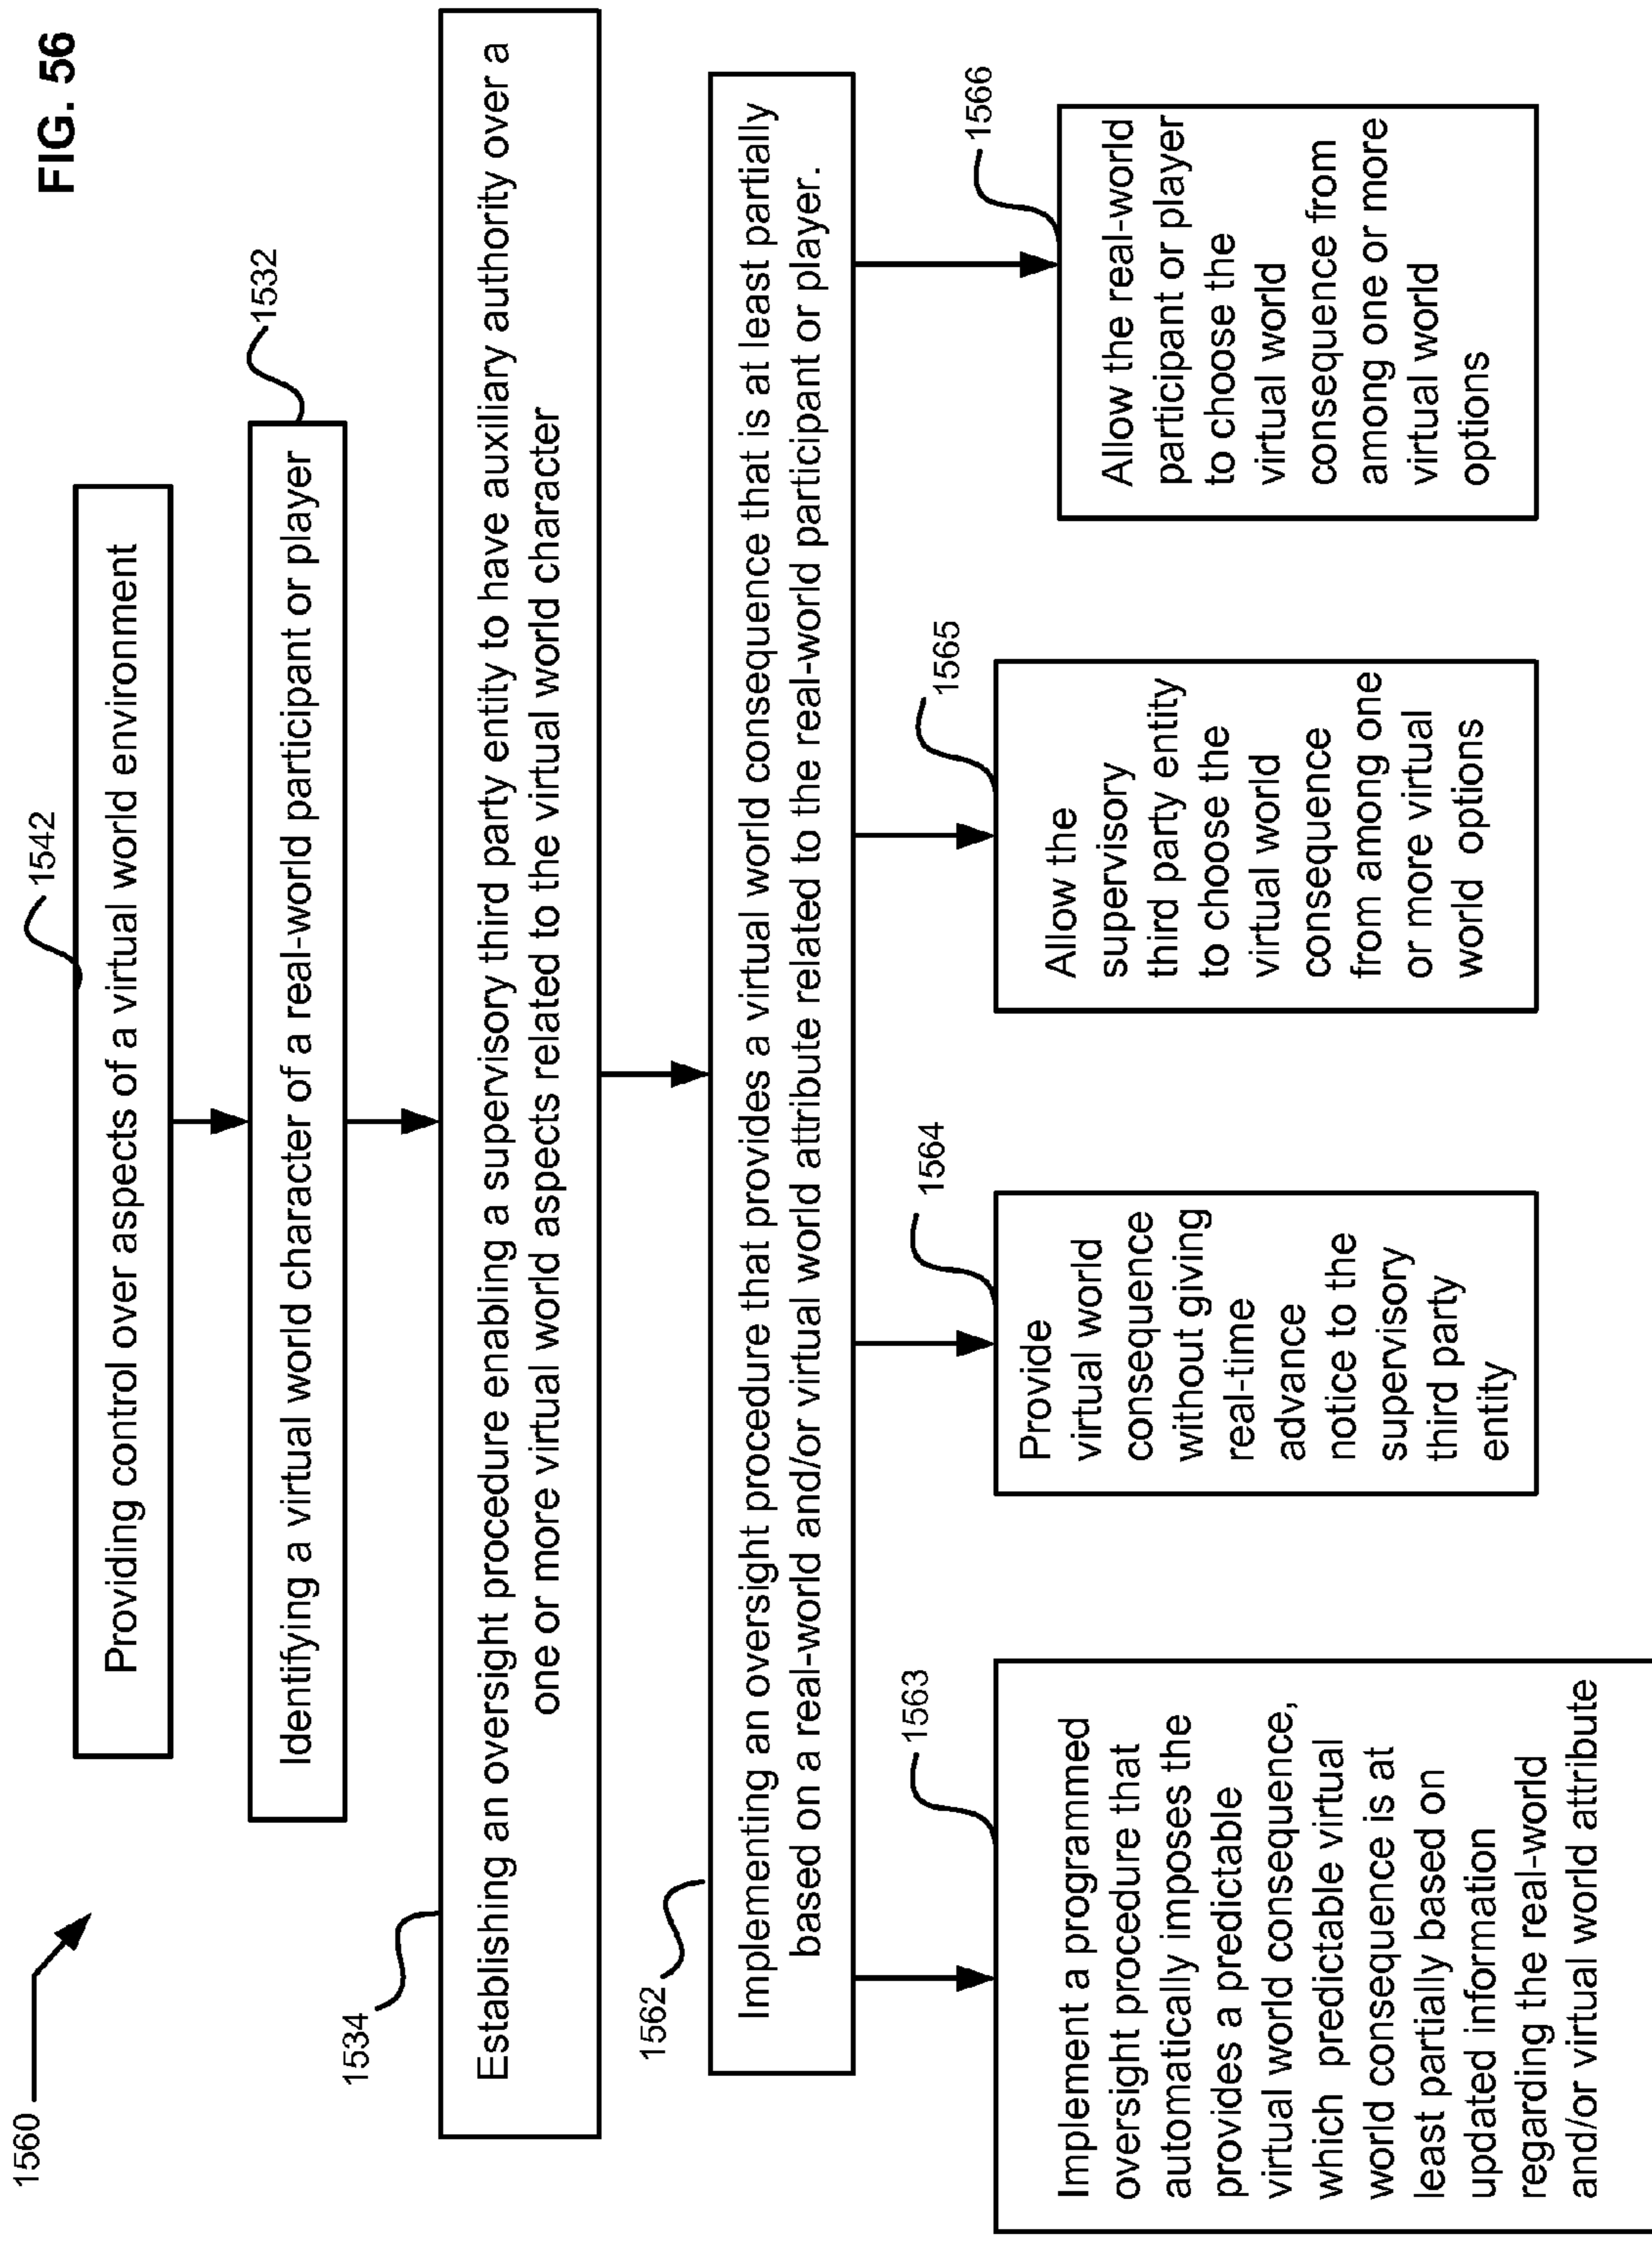 FIG. 56
1560
1542
Providing control over aspects of a virtual world environment
1532
Identifying a virtual world character of a real-world participant or player
1534
Establishing an oversight procedure enabling a supervisory third party entity to have auxiliary authority over a
one or more virtual world aspects related to the virtual world character
1562
Implementing an oversight procedure that provides a virtual world consequence that is at least partially
based on a real-world and/or virtual world attribute related to the real-world participant or player.
1563
Implement a programmed
oversight procedure that
automatically imposes the
provides a predictable
virtual world consequence,
which predictable virtual
world consequence is at
least partially based on
updated information
regarding the real-world
and/or virtual world attribute
1564
Provide
virtual world
consequence
without giving
real-time
advance
notice to the
supervisory
third party
entity
1565
Allow the
supervisory
third party entity
to choose the
virtual world
consequence
from among one
or more virtual
world options
1566
Allow the real-world
participant or player
to choose the
virtual world
consequence from
among one or more
virtual world
options